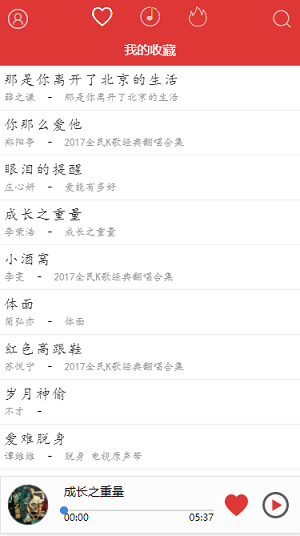 我的收藏
那是你离开了北京的生活
薛之谦 - 那是你离开了北京的生活
你那么爱他
郑阳亭 - 2017全民K歌经典翻唱合集
眼泪的提醒
庄心妍 - 爱能有多好
成长之重量
李荣浩 - 成长之重量
小酒窝
李雯 - 2017全民K歌经典翻唱合集
体面
简弘亦 - 体面
红色高跟鞋
苏悦宁 - 2017全民K歌经典翻唱合集
岁月神偷
不才 -
爱难脱身
谭维维 - 脱身 电视原声带
成长之重量
00:00 05:37